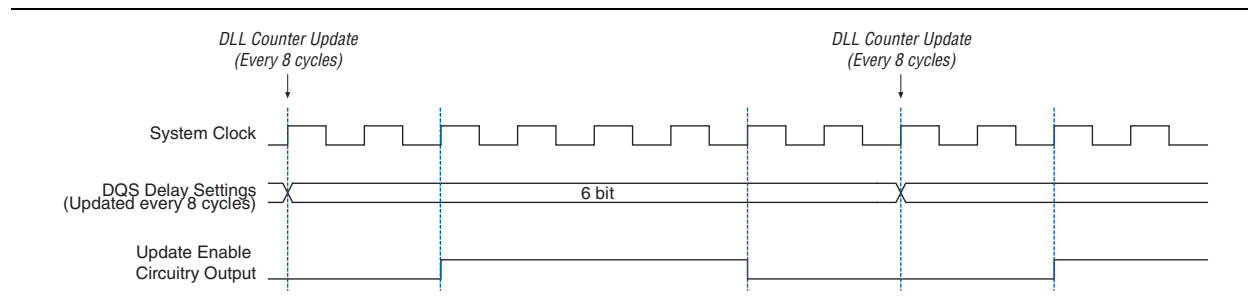 DLL Counter Update
(Every 8 cycles)
DLL Counter Update
(Every 8 cycles)
System Clock
DQS Delay Settings
(Updated every 8 cycles)
6 bit
Update Enable
Circuitry Output